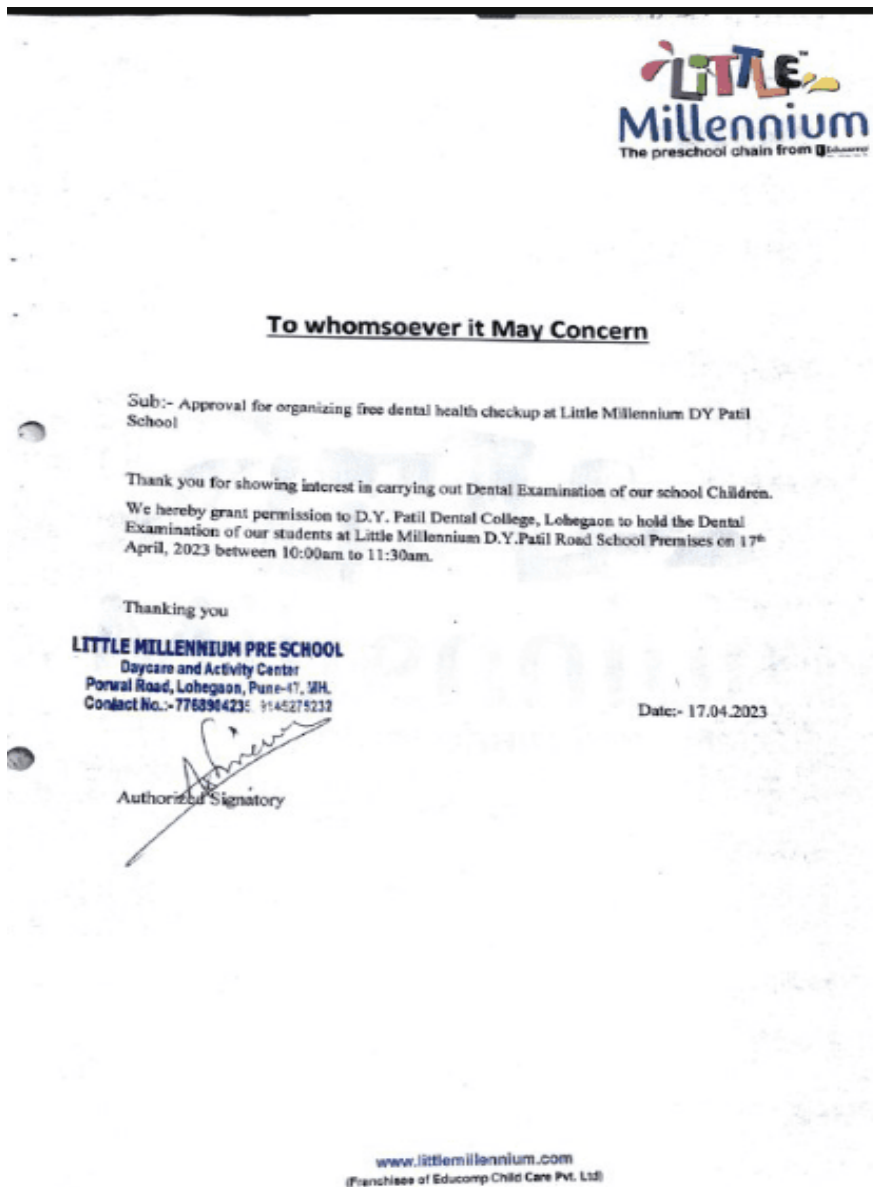 LITTLE
Millennium
The preschool chain from
To whomsoever it May Concern
Sub:- Approval for organizing free dental health checkup at Little Millennium DY Patil
School
Thank you for showing interest in carrying out Dental Examination of our school Children.
We hereby grant permission to D.Y. Patil Dental College, Lohegaon to hold the Dental
Examination of our students at Little Millennium D.Y.Patil Road School Premises on 17th
April, 2023 between 10:00am to 11:30am.
Thanking you
LITTLE MILLENNIUM PRE SCHOOL
Daycare and Activity Center
Porwal Road, Lohegaon, Pune-47, MH.
Contact No.:-
Date:- 17.04.2023
Authorized Signatory
www.littlemillennium.com
(Franchisee of Educomp Child Care Pvt. Ltd)